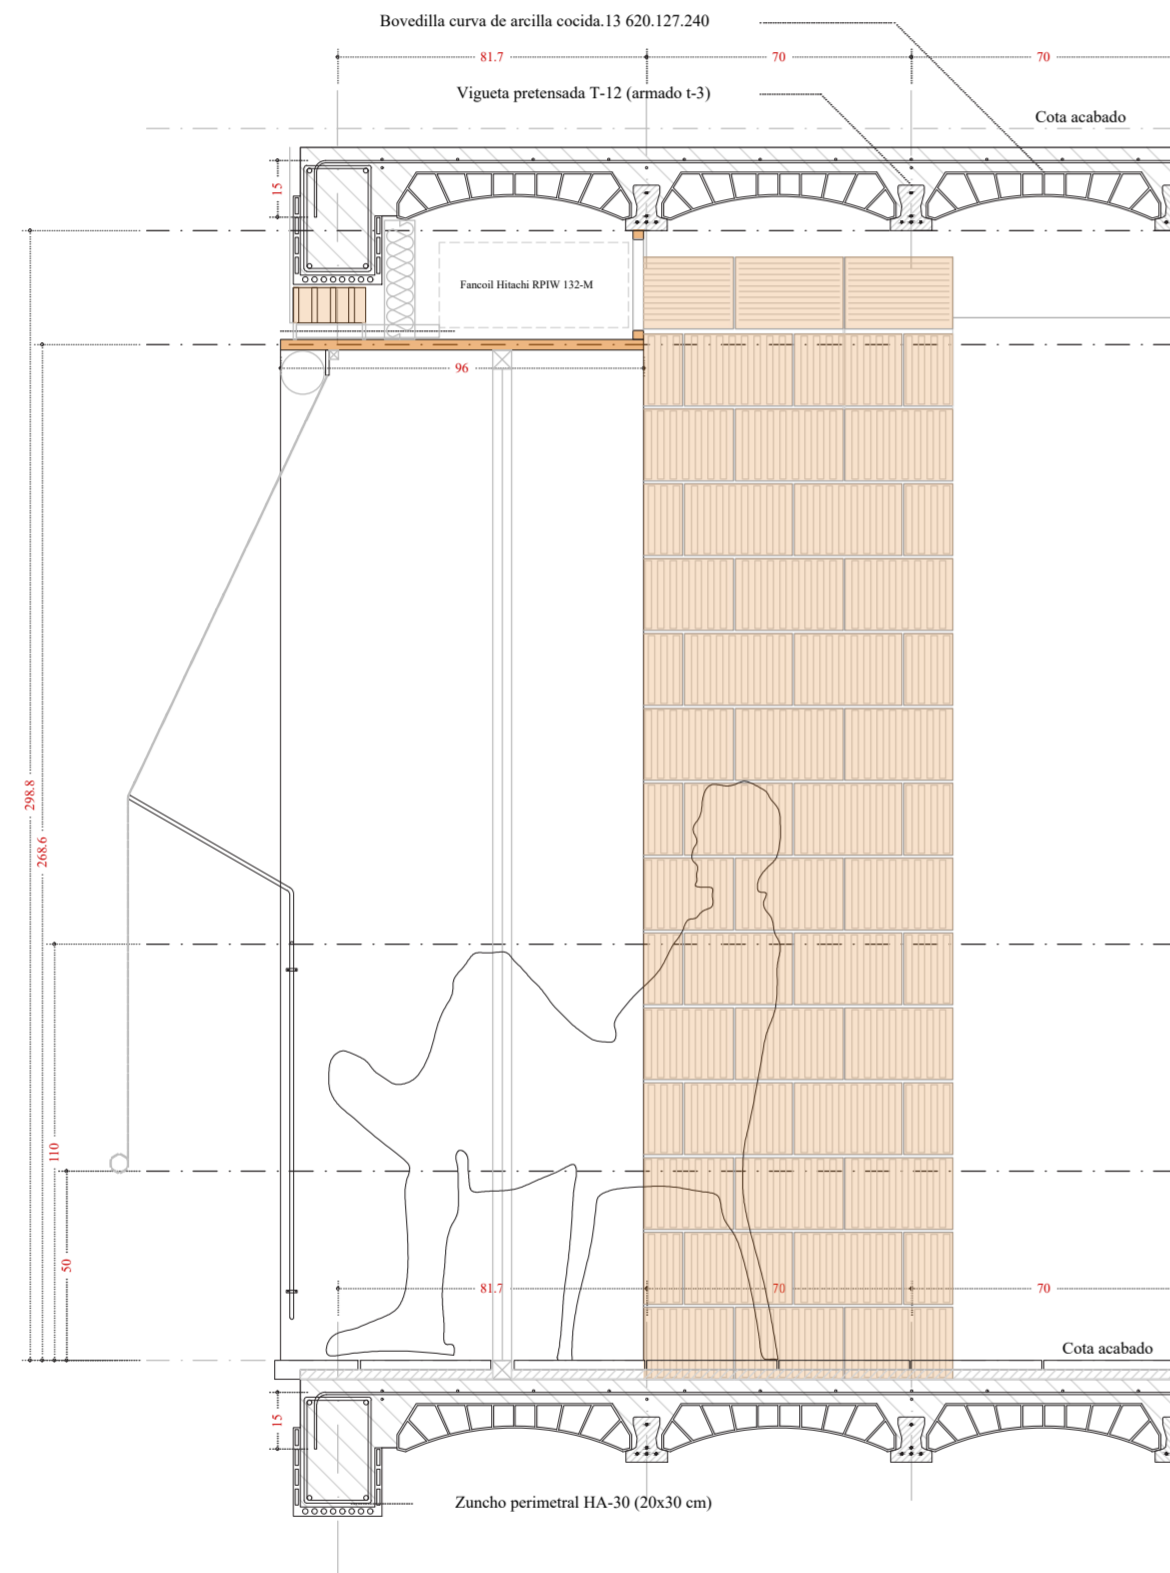 Bovedilla curva de arcilla cocida.13 620.127.240
81.7
70
70
Vigueta pretensada T-12 (armado t-3)
Cota acabado
15
Fancoil Hitachi RPIW 132-M
96
298.8
268.6
110
50
81.7
70
70
Cota acabado
15
Zuncho perimetral HA-30 (20x30 cm)